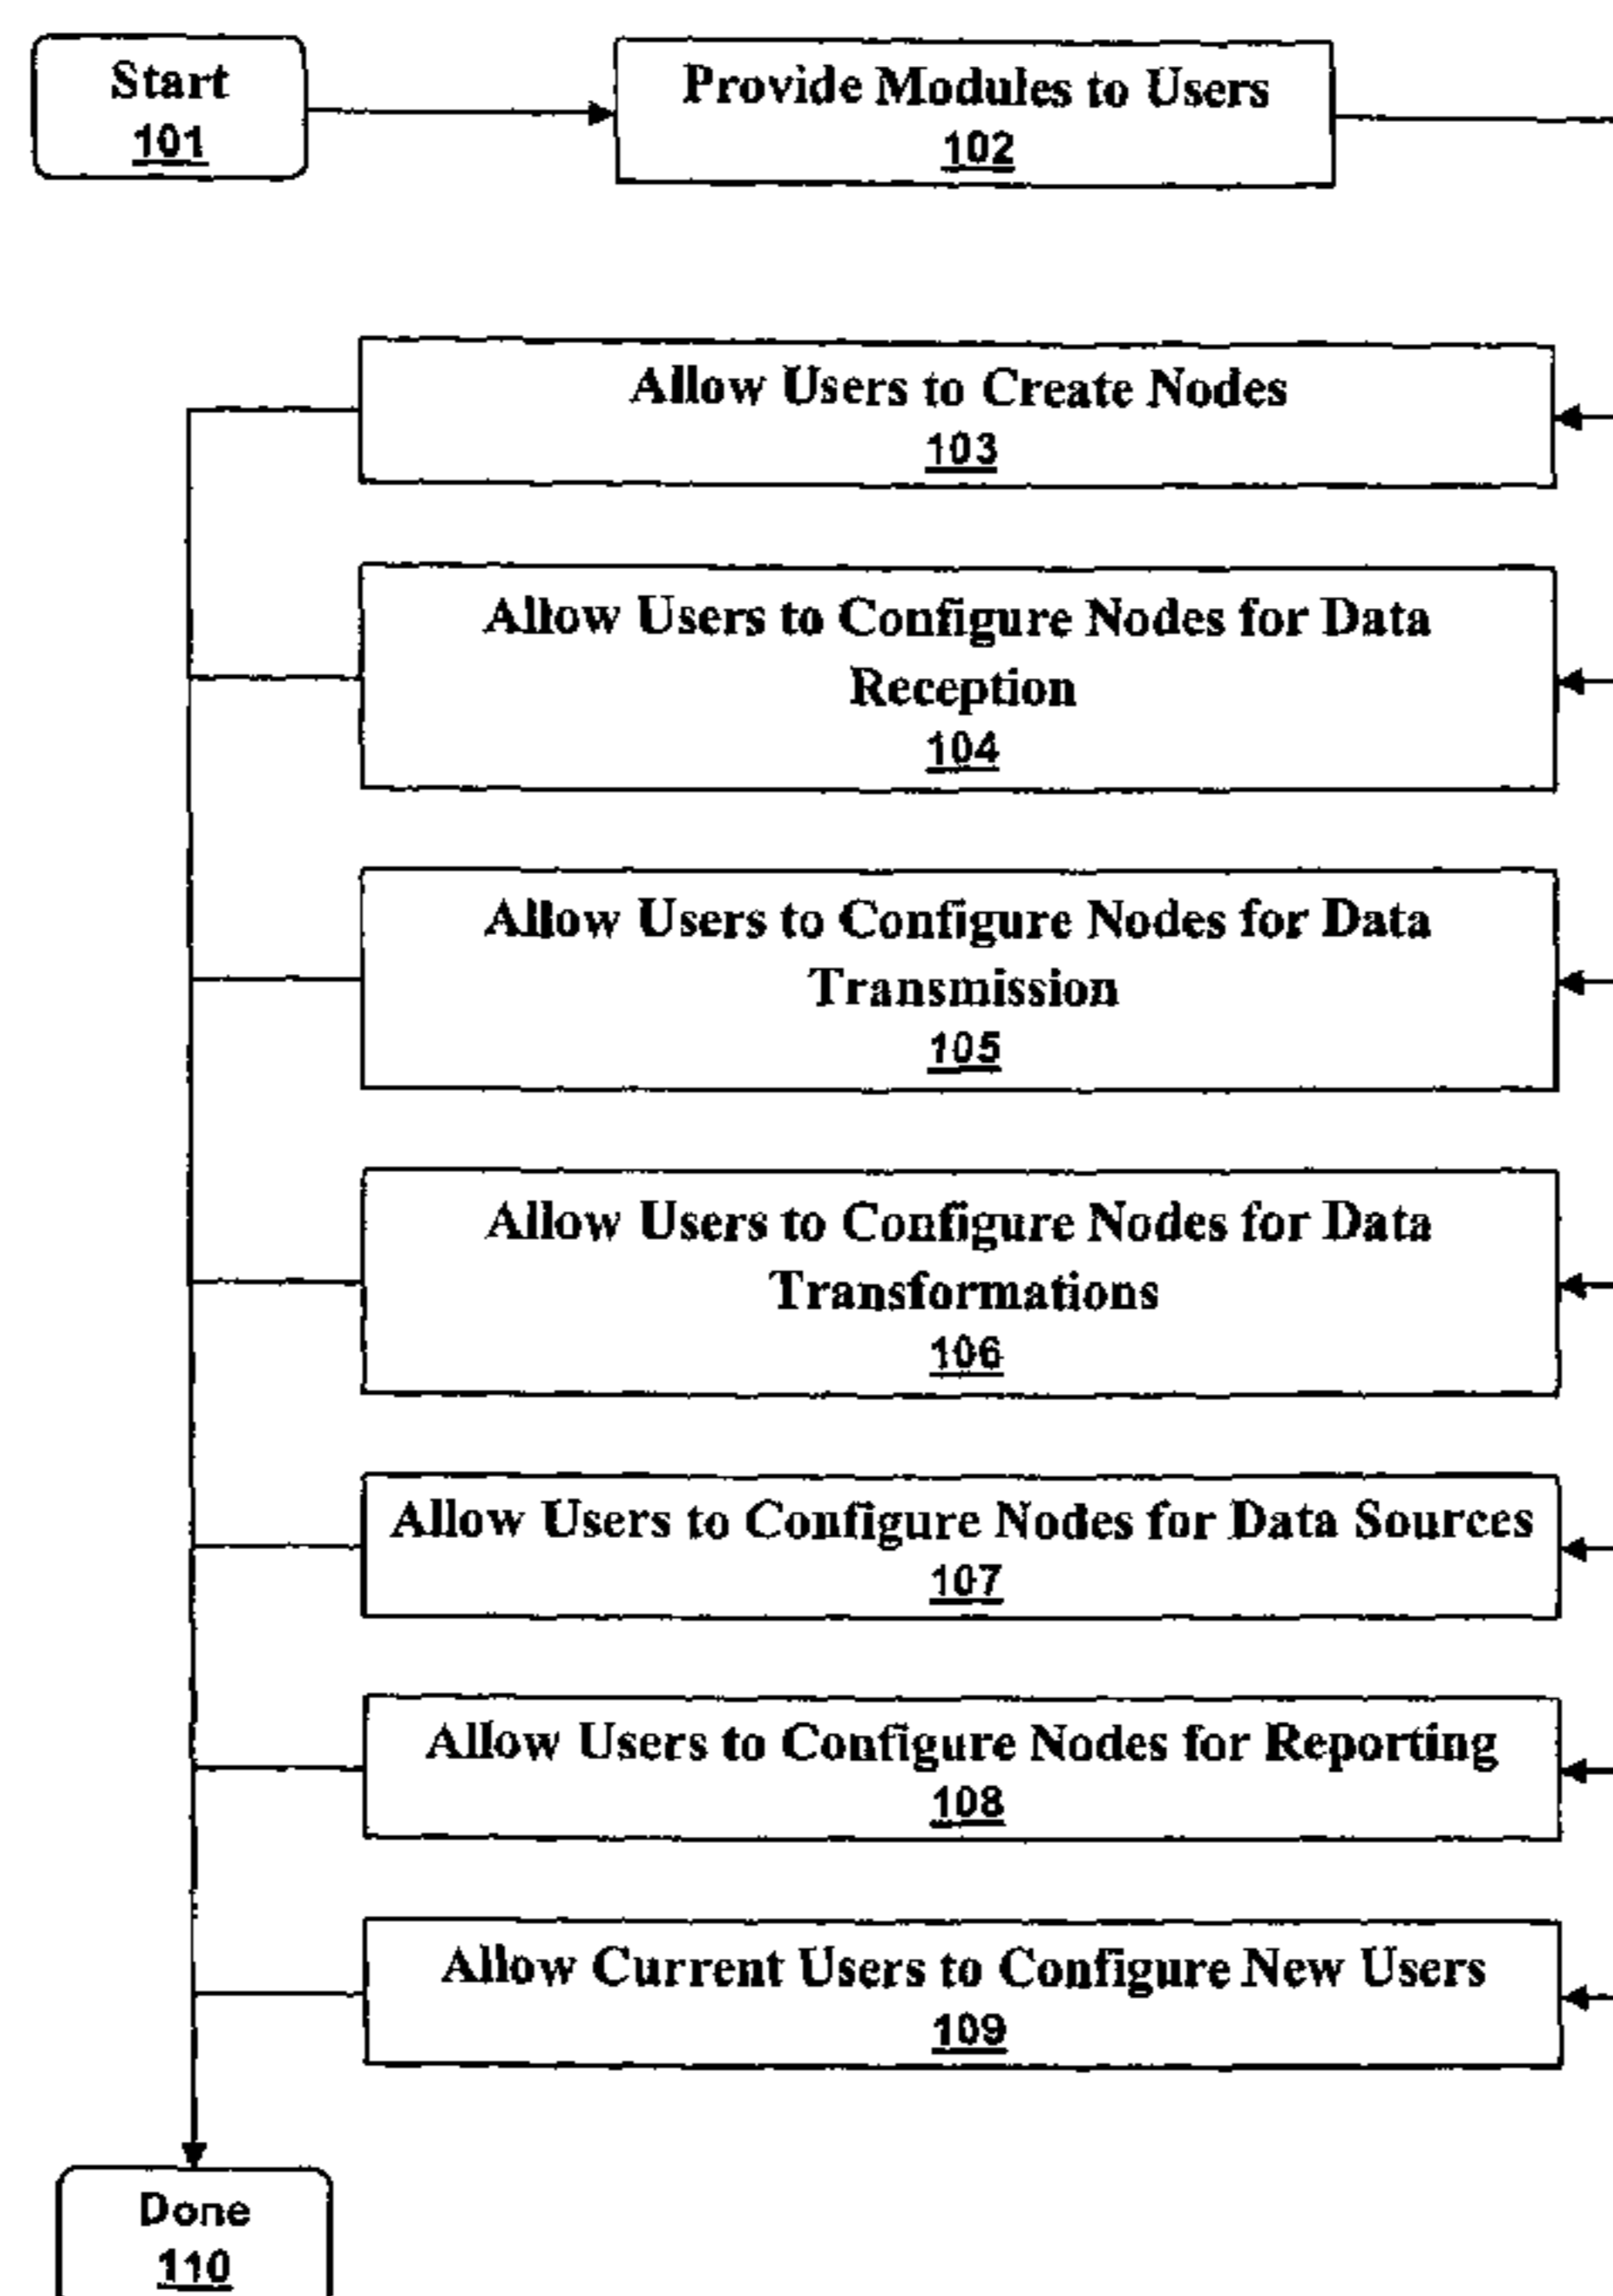 Start
101
Provide Modules to Users
102
Allow Users to Create Nodes
103
Allow Users to Configure Nodes for Data
Reception
104
Allow Users to Configure Nodes for Data
Transmission
105
Allow Users to Configure Nodes for Data
Transformations
106
Allow Users to Configure Nodes for Data Sources
107
Allow Users to Configure Nodes for Reporting
108
Allow Current Users to Configure New Users
109
Done
110